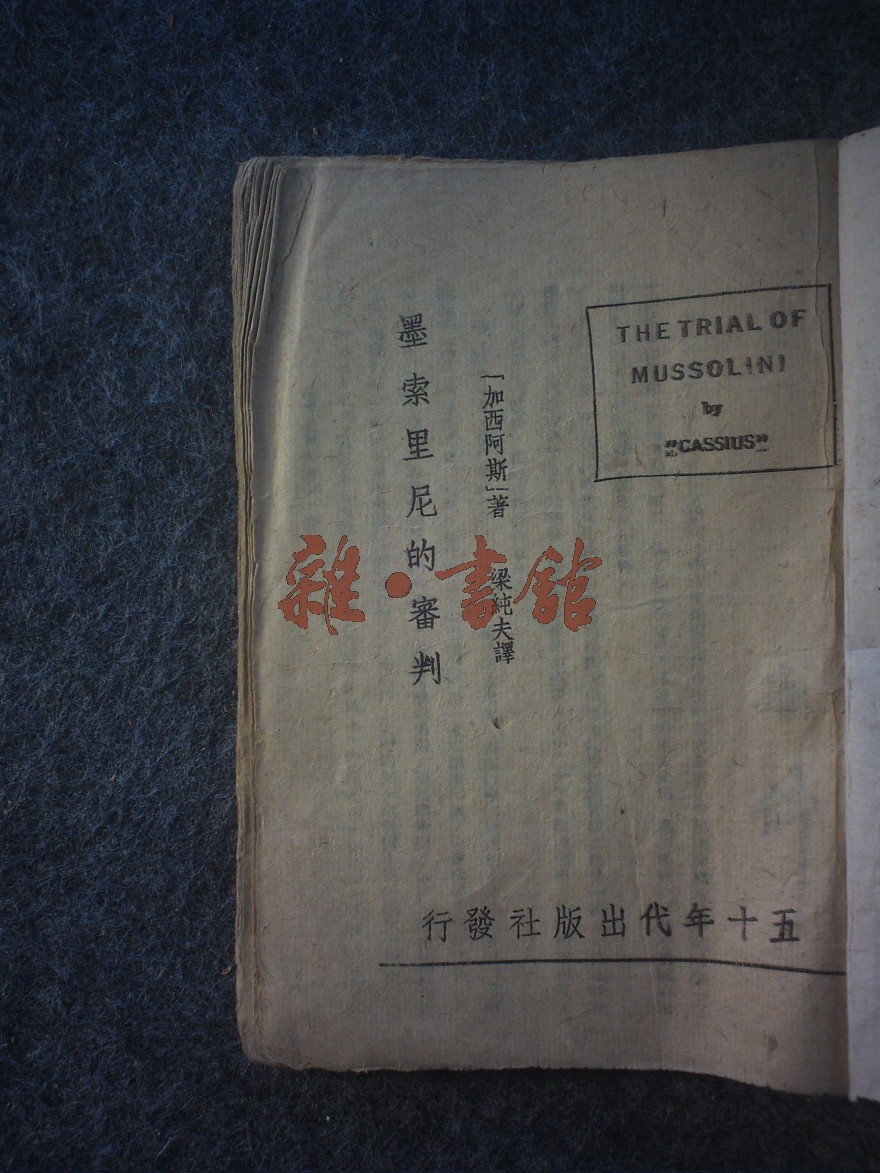 THE TRIAL OF
MUSSOLINI
by
"CASSIUS"
「加西阿斯」著 梁純夫譯
墨索里尼的審判
五十年代出版社發行
雜·書館